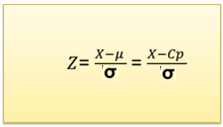 Z= X−μ / σ = X−Cp / σ